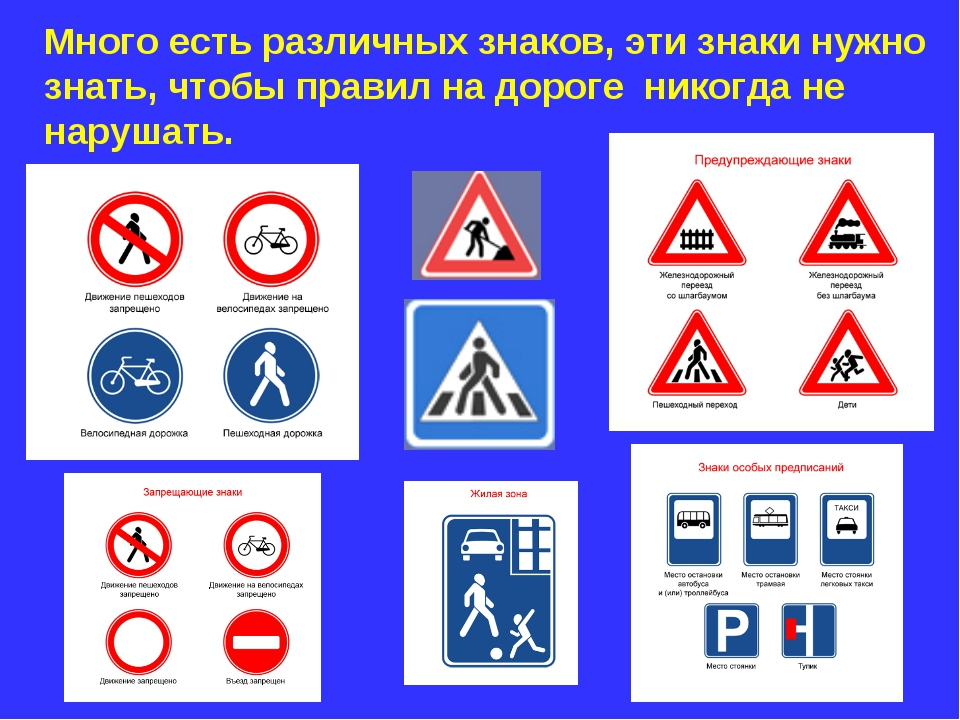 Много есть различных знаков, эти знаки нужно
знать, чтобы правил на дороге никогда не
нарушать.
Движение пешеходов
запрещено
Движение на
велосипедах запрещено
Велосипедная дорожка
Пешеходная дорожка
Предупреждающие знаки
Железнодорожный
переезд
со шлагбаумом
Железнодорожный
переезд
без шлагбаума
Пешеходный переход
Дети
Запрещающие знаки
Движение пешеходов
запрещено
Движение на велосипедах
запрещено
Движение запрещено
Въезд запрещен
Жилая зона
Знаки особых предписаний
ТАКСИ
Место остановки
автобуса
и (или) троллейбуса
Место остановки
трамвая
Место стоянки
легковых такси
P
Место стоянки
Тупик